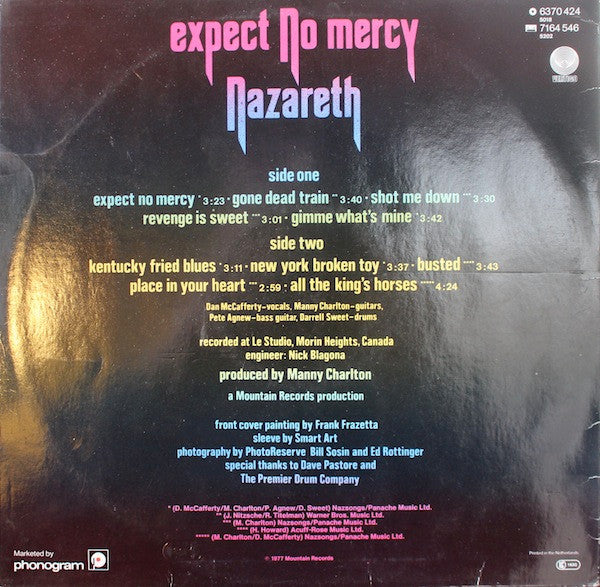 expect no mercy
6370 424
5018
7164 546
5202
VERTIGO
Nazareth
side one
expect no mercy * 3:23 · gone dead train ** 3:40 · shot me down *** 3:30
revenge is sweet *** 3:01 · gimme what's mine * 3:42
side two
kentucky fried blues * 3:11 · new york broken toy * 3:37 · busted **** 3:43
place in your heart *** 2:59 · all the king's horses ***** 4:24
Dan McCafferty–vocals, Manny Charlton–guitars,
Pete Agnew–bass guitar, Darrell Sweet–drums
recorded at Le Studio, Morin Heights, Canada
engineer: Nick Blagona
produced by Manny Charlton
a Mountain Records production
front cover painting by Frank Frazetta
sleeve by Smart Art
photography by PhotoReserve Bill Sosin and Ed Rottinger
special thanks to Dave Pastore and
The Premier Drum Company
* (D. McCafferty/M. Charlton/P. Agnew/D. Sweet) Nazsongs/Panache Music Ltd.
** (J. Nitzsche/R. Titelman) Warner Bros. Music Ltd.
*** (M. Charlton) Nazsongs/Panache Music Ltd.
**** (H. Howard) Acuff-Rose Music Ltd.
***** (M. Charlton/D. McCafferty) Nazsongs/Panache Music Ltd.
© 1977 Mountain Records
Marketed by
phonogram
Printed in the Netherlands